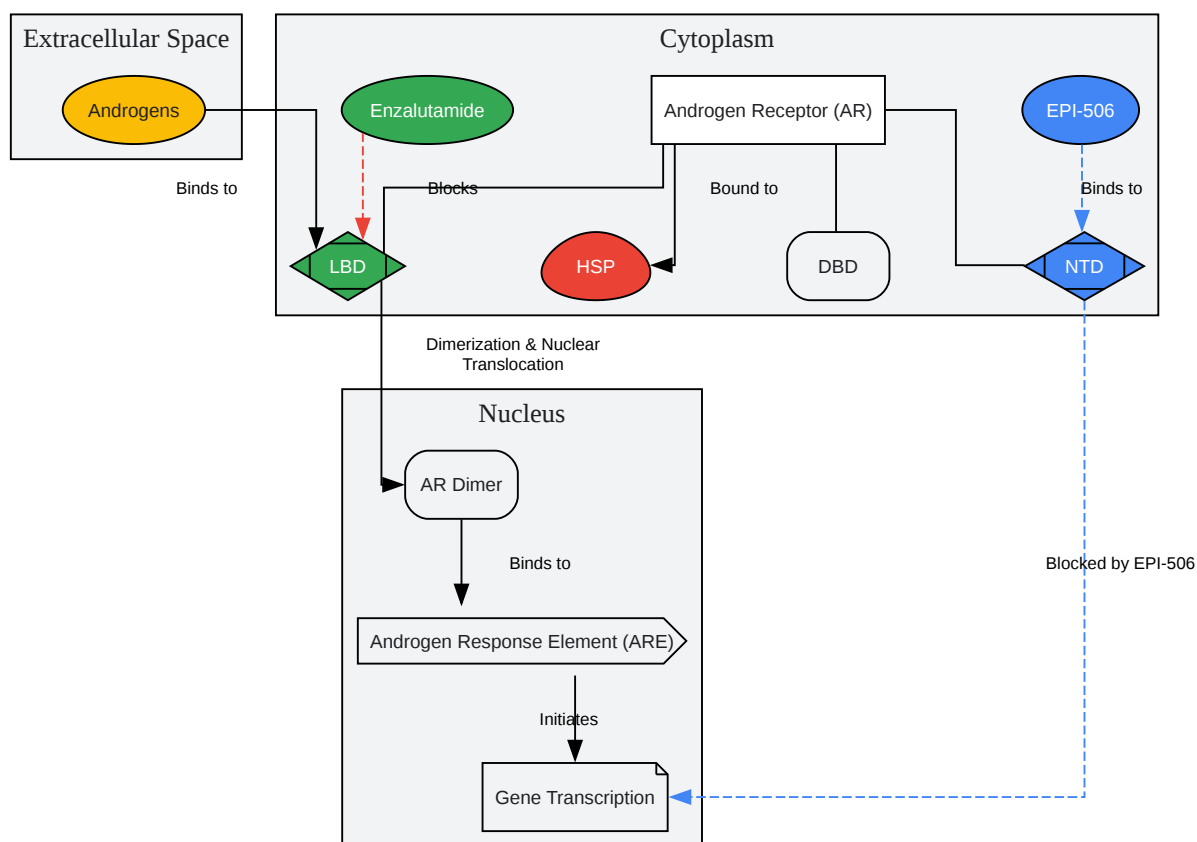 Extracellular Space
Cytoplasm
Androgens
Enzalutamide
Androgen Receptor (AR)
EPI-506
Binds to
Blocks
Bound to
Binds to
LBD
HSP
DBD
NTD
Dimerization & Nuclear
Translocation
Nucleus
AR Dimer
Binds to
Blocked by EPI-506
Androgen Response Element (ARE)
Initiates
Gene Transcription